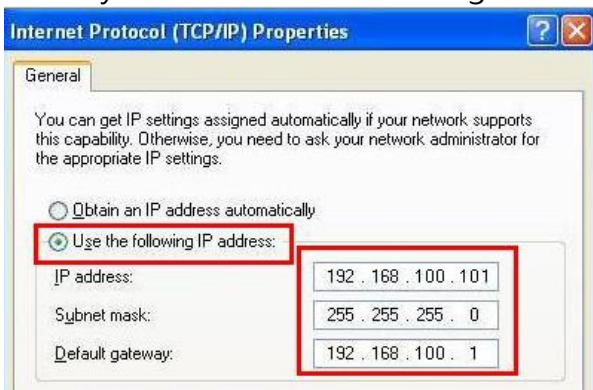 Internet Protocol (TCP/IP) Properties
General
You can get IP settings assigned automatically if your network supports
this capability. Otherwise, you need to ask your network administrator for
the appropriate IP settings.
Obtain an IP address automatically
Use the following IP address:
IP address: 192 . 168 . 100 . 101
Subnet mask: 255 . 255 . 255 . 0
Default gateway: 192 . 168 . 100 . 1